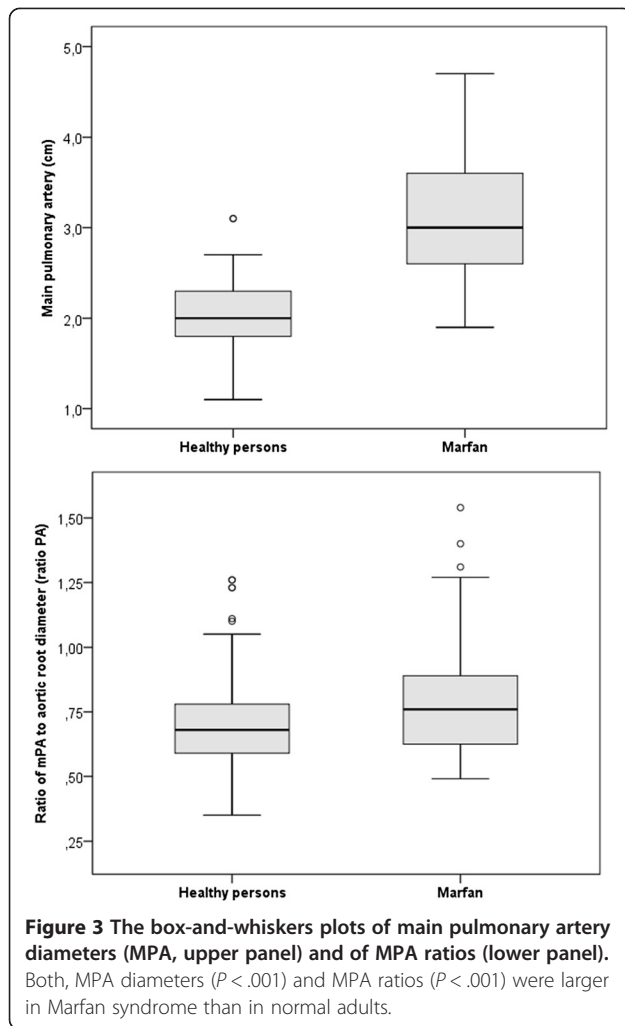 5,0
4,0
3,0
2,0
1,0
Main pulmonary artery (cm)
Healthy persons Marfan
1,50
1,25
1,00
,75
,50
,25
Ratio of mPA to aortic root diameter (ratio PA)
Healthy persons Marfan
Figure 3 The box-and-whiskers plots of main pulmonary artery
diameters (MPA, upper panel) and of MPA ratios (lower panel).
Both, MPA diameters (P < .001) and MPA ratios (P < .001) were larger
in Marfan syndrome than in normal adults.